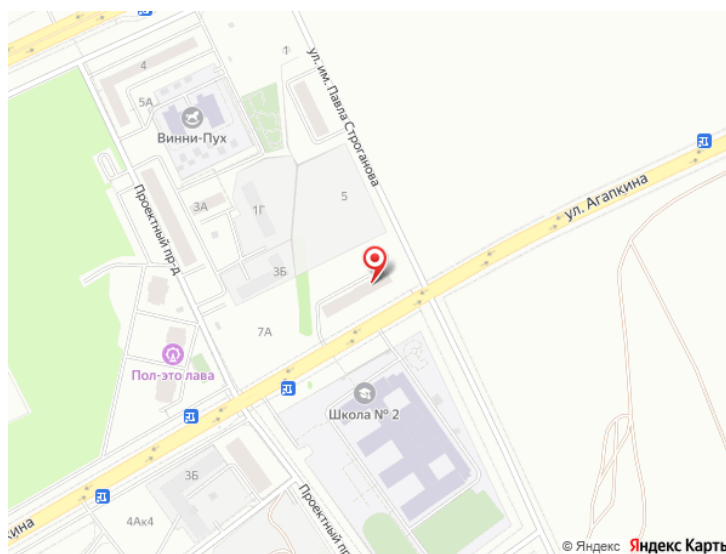 4
1
5А
Винни-Пух
ул. им. Павла Строганова
Проектный пр-д
3А
1Г
5
ул. Агапкина
3Б
7А
Пол-это лава
Школа № 2
3Б
4Ак4
кина
Проектный пр
© Яндекс Яндекс Карты